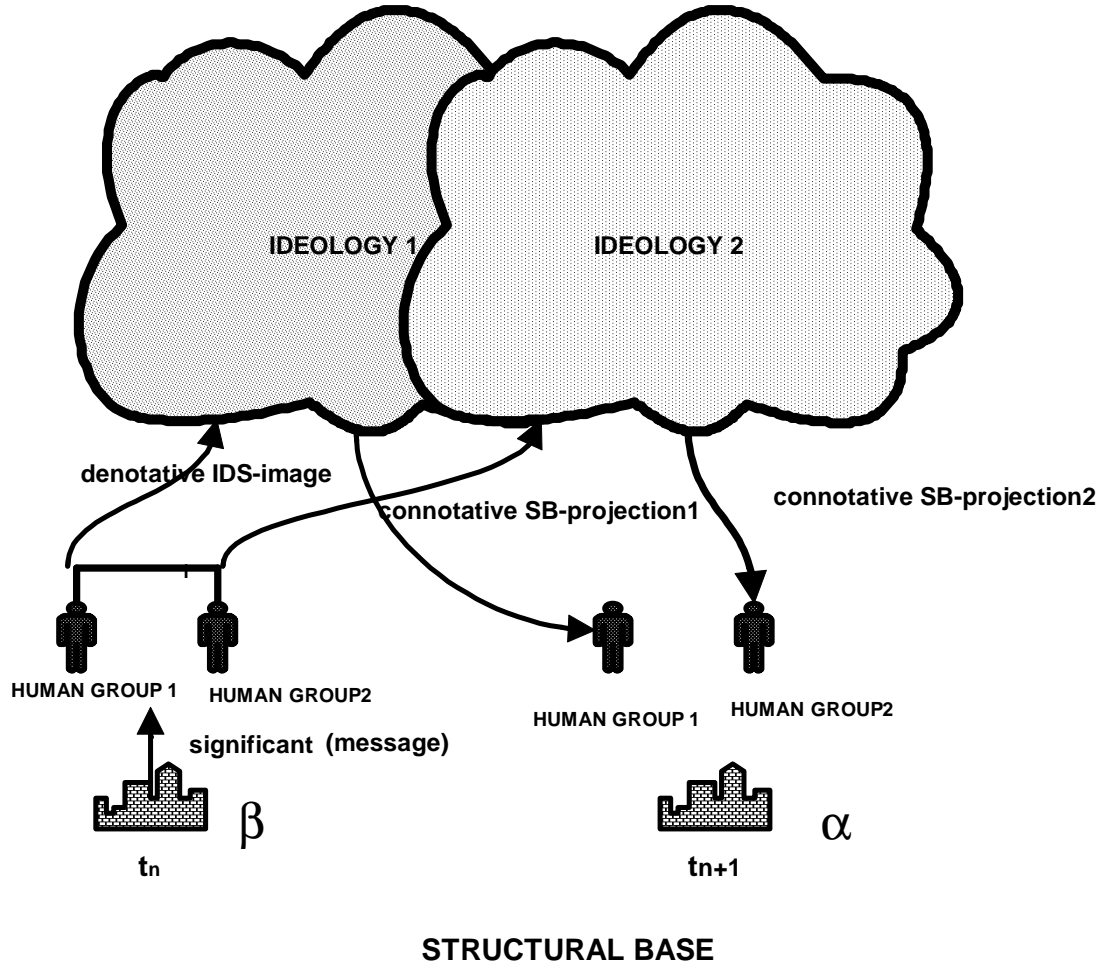 IDEOLOGY 1
IDEOLOGY 2
denotative IDS-image
connotative SB-projection1
connotative SB-projection2
HUMAN GROUP 1
HUMAN GROUP2
HUMAN GROUP 1
HUMAN GROUP2
significant (message)
β
α
tn
tn+1
STRUCTURAL BASE